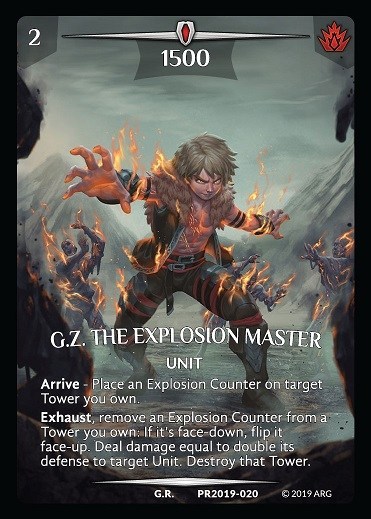 2
1500
G.Z. THE EXPLOSION MASTER
UNIT
Arrive - Place an Explosion Counter on target
Tower you own.
Exhaust, remove an Explosion Counter from a
Tower you own: If it's face-down, flip it
face-up. Deal damage equal to double its
defense to target Unit. Destroy that Tower.
G.R. PR2019-020 © 2019 ARG